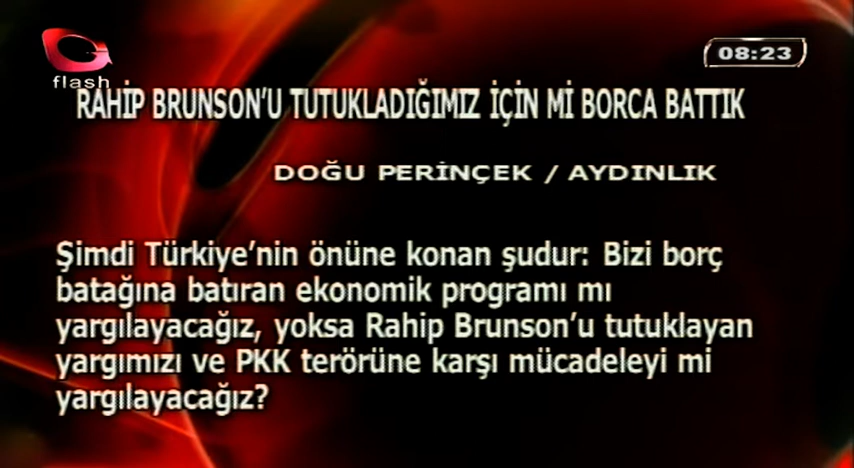 flash
08:23
RAHİP BRUNSON'U TUTUKLADIĞIMIZ İÇİN Mİ BORCA BATTIK
DOĞU PERİNÇEK / AYDINLIK
Şimdi Türkiye'nin önüne konan şudur: Bizi borç
batağına batıran ekonomik programı mı
yargılayacağız, yoksa Rahip Brunson'u tutuklayan
yargımızı ve PKK terörüne karşı mücadeleyi mi
yargılayacağız?